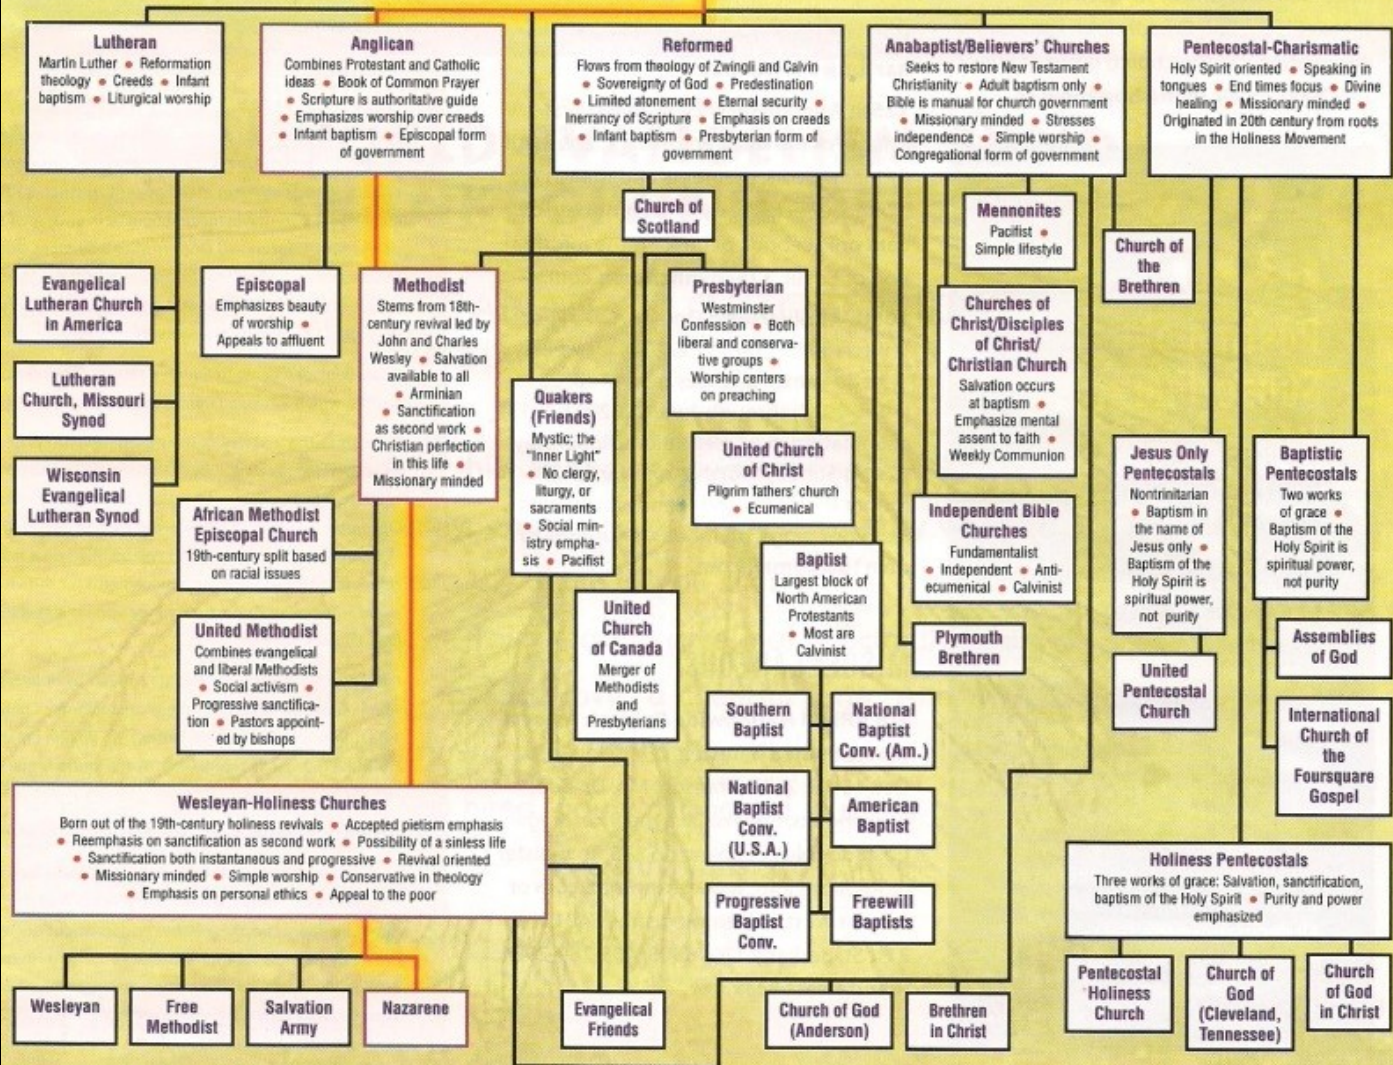 Lutheran
Martin Luther • Reformation
theology • Creeds • Infant
baptism • Liturgical worship
Anglican
Combines Protestant and Catholic
ideas • Book of Common Prayer
• Scripture is authoritative guide
• Emphasizes worship over creeds
• Infant baptism • Episcopal form
of government
Reformed
Flows from theology of Zwingli and Calvin
• Sovereignty of God • Predestination
• Limited atonement • Eternal security •
Inerrancy of Scripture • Emphasis on creeds
• Infant baptism • Presbyterian form of
government
Anabaptist/Believers' Churches
Seeks to restore New Testament
Christianity • Adult baptism only •
Bible is manual for church government
• Missionary minded • Stresses
independence • Simple worship •
Congregational form of government
Pentecostal-Charismatic
Holy Spirit oriented • Speaking in
tongues • End times focus • Divine
healing • Missionary minded •
Originated in 20th century from roots
in the Holiness Movement
Church of
Scotland
Mennonites
Pacifist •
Simple lifestyle
Church of
the
Brethren
Evangelical
Lutheran Church
in America
Lutheran
Church, Missouri
Synod
Wisconsin
Evangelical
Lutheran Synod
Episcopal
Emphasizes beauty
of worship •
Appeals to affluent
Methodist
Stems from 18th-
century revival led by
John and Charles
Wesley • Salvation
available to all
• Arminian
• Sanctification
as second work •
Christian perfection
in this life •
Missionary minded
Quakers
(Friends)
Mystic; the
"Inner Light"
• No clergy,
liturgy, or
sacraments
• Social min-
istry empha-
sis • Pacifist
Presbyterian
Westminster
Confession • Both
liberal and conserva-
tive groups •
Worship centers
on preaching
United Church
of Christ
Pilgrim fathers' church
• Ecumenical
Churches of
Christ/Disciples
of Christ/
Christian Church
Salvation occurs
at baptism •
Emphasize mental
assent to faith •
Weekly Communion
Independent Bible
Churches
Fundamentalist
• Independent • Anti-
ecumenical • Calvinist
Plymouth
Brethren
Jesus Only
Pentecostals
Nontrinitarian
• Baptism in
the name of
Jesus only •
Baptism of the
Holy Spirit is
spiritual power,
not purity
United
Pentecostal
Church
Baptistic
Pentecostals
Two works
of grace •
Baptism of the
Holy Spirit is
spiritual power,
not purity
Assemblies
of God
International
Church of
the
Foursquare
Gospel
African Methodist
Episcopal Church
19th-century split based
on racial issues
United Methodist
Combines evangelical
and liberal Methodists
• Social activism •
Progressive sanctifica-
tion • Pastors appoint-
ed by bishops
United
Church
of Canada
Merger of
Methodists
and
Presbyterians
Baptist
Largest block of
North American
Protestants
• Most are
Calvinist
Southern
Baptist
National
Baptist
Conv. (Am.)
National
Baptist
Conv.
(U.S.A.)
American
Baptist
Progressive
Baptist
Conv.
Freewill
Baptists
Wesleyan-Holiness Churches
Born out of the 19th-century holiness revivals • Accepted pietism emphasis
• Reemphasis on sanctification as second work • Possibility of a sinless life
• Sanctification both instantaneous and progressive • Revival oriented
• Missionary minded • Simple worship • Conservative in theology
• Emphasis on personal ethics • Appeal to the poor
Holiness Pentecostals
Three works of grace: Salvation, sanctification,
baptism of the Holy Spirit • Purity and power
emphasized
Wesleyan
Free
Methodist
Salvation
Army
Nazarene
Evangelical
Friends
Church of God
(Anderson)
Brethren
in Christ
Pentecostal
Holiness
Church
Church of
God
(Cleveland,
Tennessee)
Church
of God
in Christ